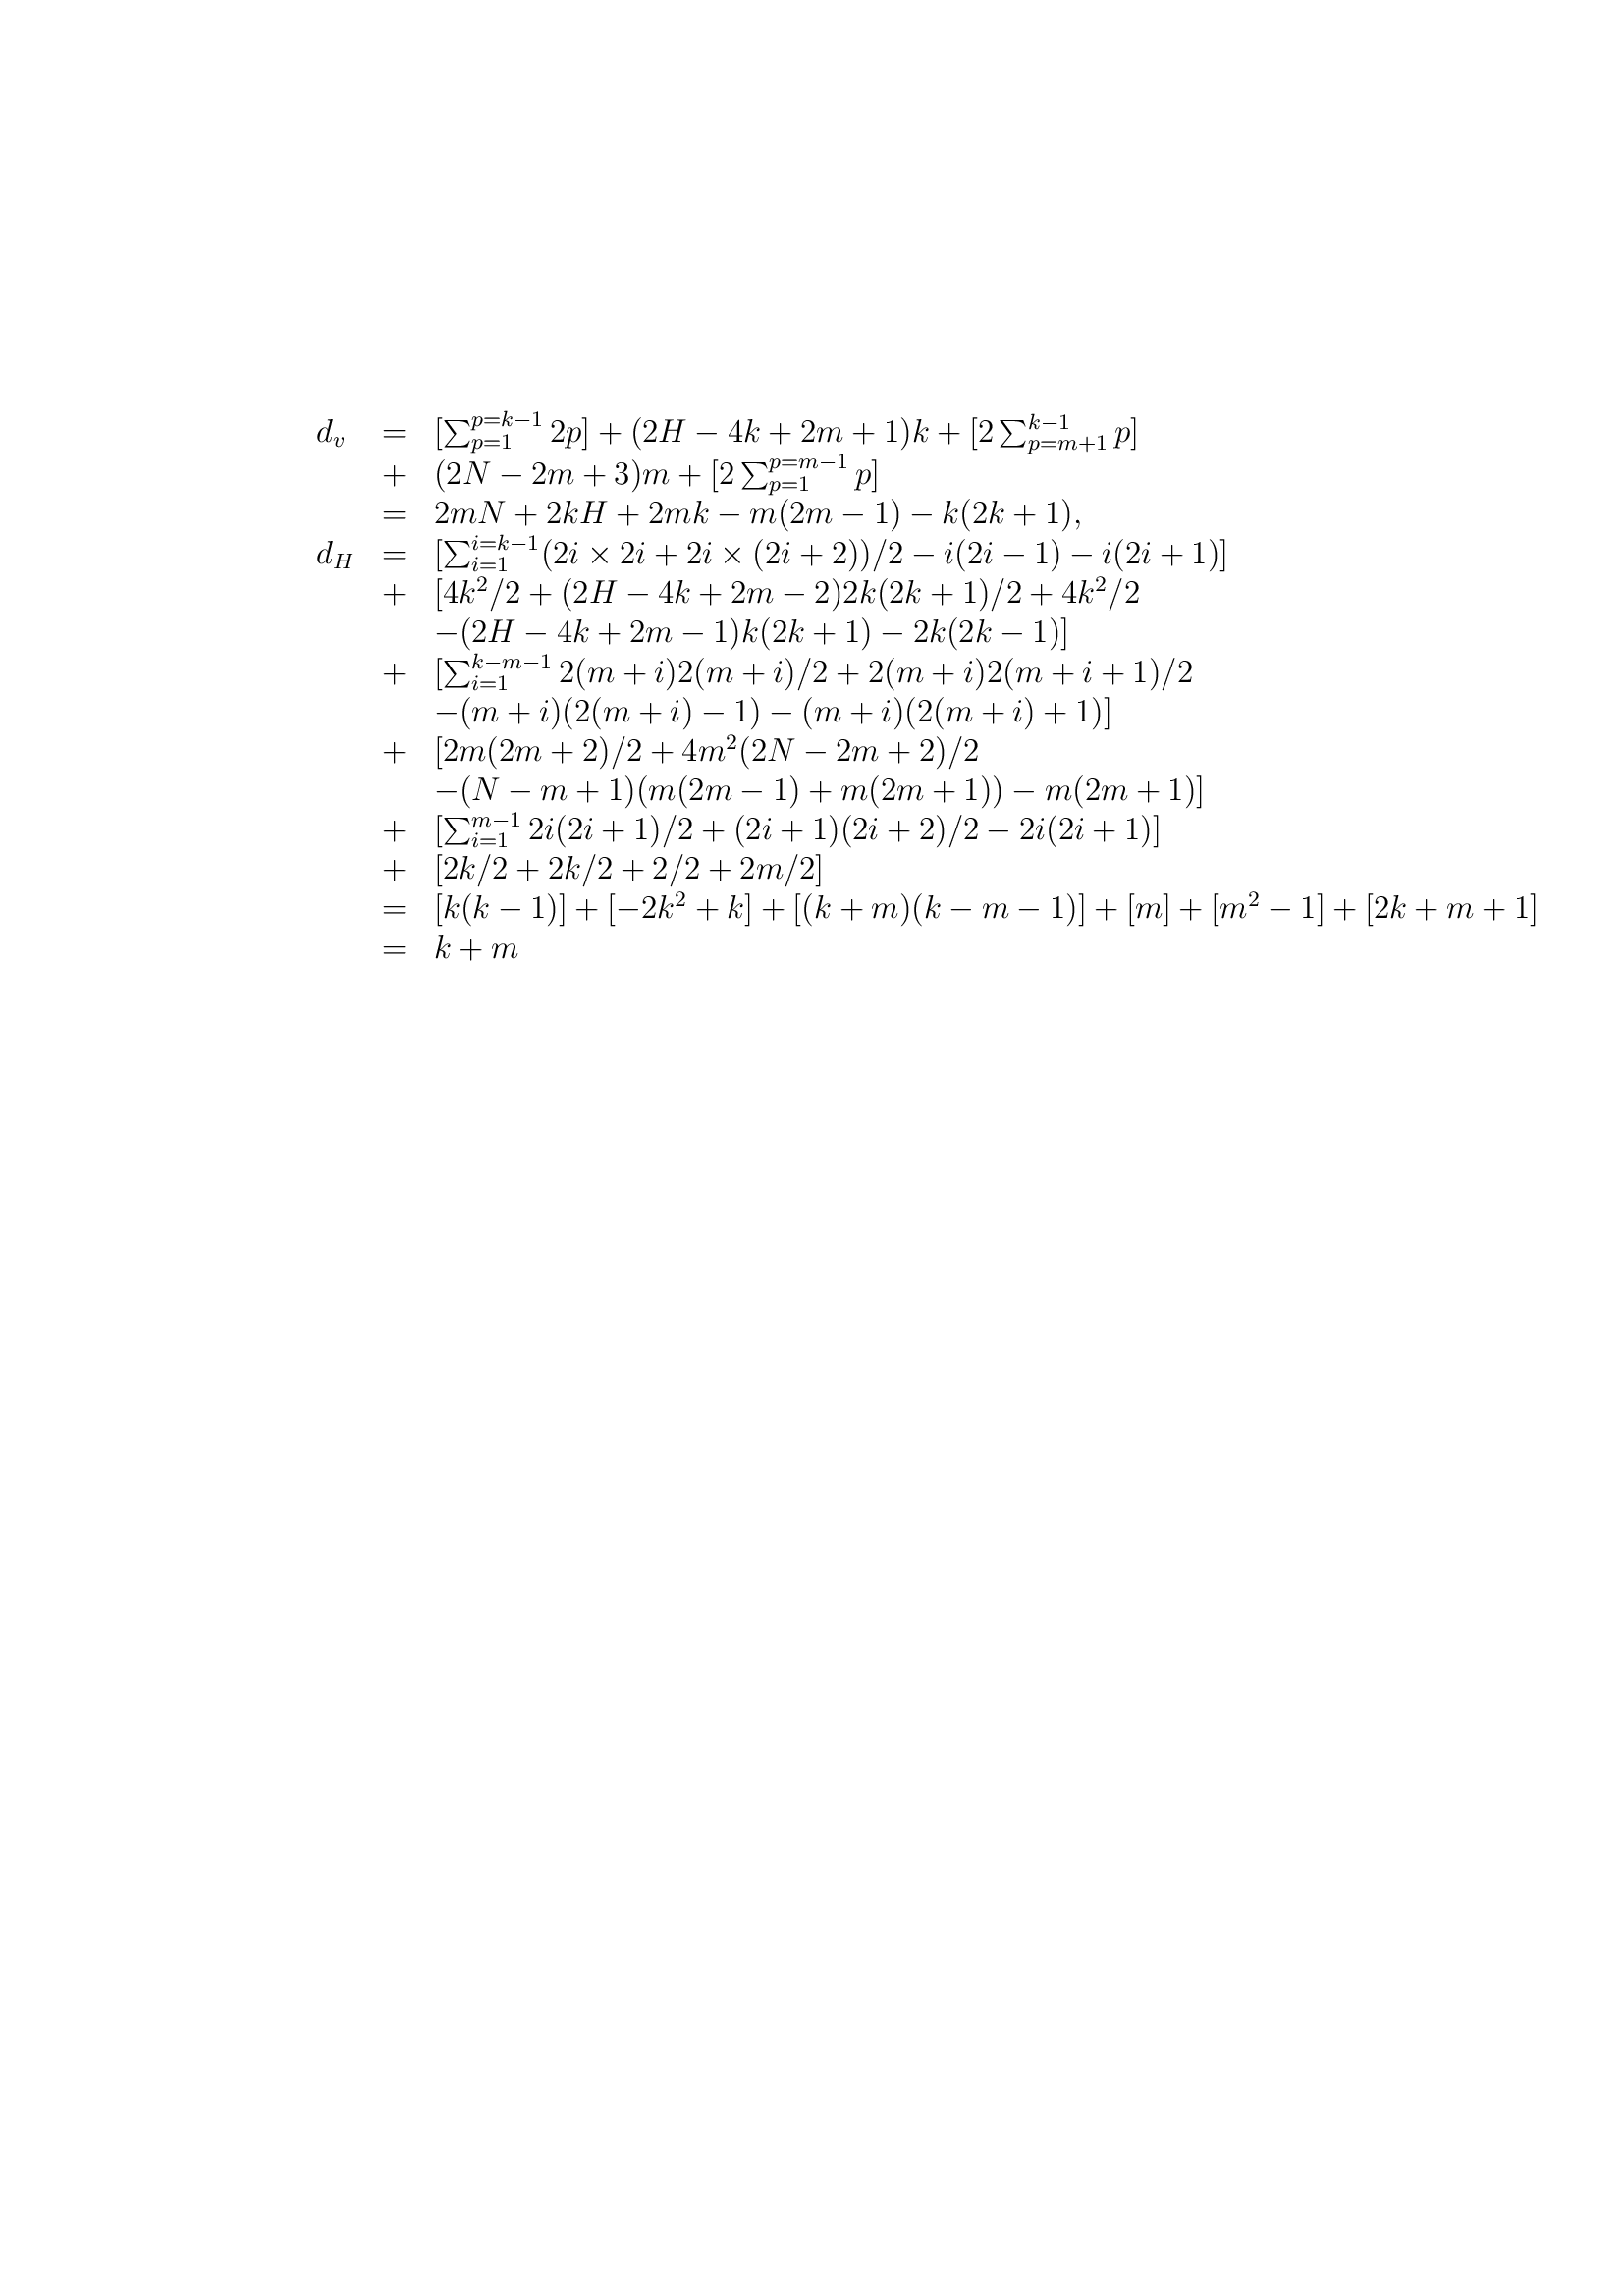 $d_v = [\sum_{p=1}^{p=k-1} 2p] + (2H - 4k + 2m + 1)k + [2\sum_{p=m+1}^{k-1} p]$
$+ (2N - 2m + 3)m + [2\sum_{p=1}^{p=m-1} p]$
$= 2mN + 2kH + 2mk - m(2m - 1) - k(2k + 1),$
$d_H = [\sum_{i=1}^{i=k-1} (2i \times 2i + 2i \times (2i + 2))/2 - i(2i - 1) - i(2i + 1)]$
$+ [4k^2/2 + (2H - 4k + 2m - 2)2k(2k + 1)/2 + 4k^2/2$
$-(2H - 4k + 2m - 1)k(2k + 1) - 2k(2k - 1)]$
$+ [\sum_{i=1}^{k-m-1} 2(m + i)2(m + i)/2 + 2(m + i)2(m + i + 1)/2$
$-(m + i)(2(m + i) - 1) - (m + i)(2(m + i) + 1)]$
$+ [2m(2m + 2)/2 + 4m^2(2N - 2m + 2)/2$
$-(N - m + 1)(m(2m - 1) + m(2m + 1)) - m(2m + 1)]$
$+ [\sum_{i=1}^{m-1} 2i(2i + 1)/2 + (2i + 1)(2i + 2)/2 - 2i(2i + 1)]$
$+ [2k/2 + 2k/2 + 2/2 + 2m/2]$
$= [k(k - 1)] + [-2k^2 + k] + [(k + m)(k - m - 1)] + [m] + [m^2 - 1] + [2k + m + 1]$
$= k + m$